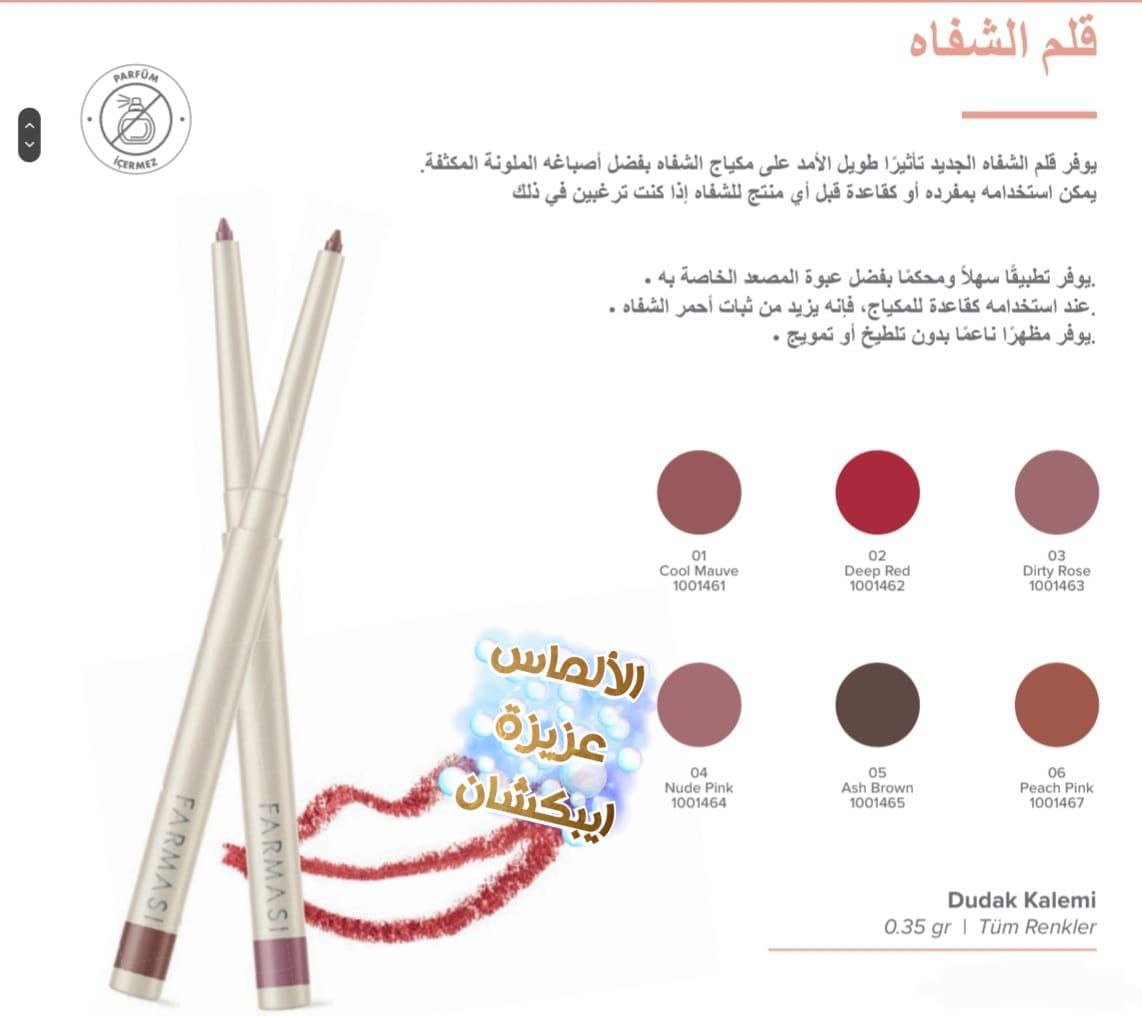 قلم الشفاه
PARFÜM
İÇERMEZ
يوفر قلم الشفاه الجديد تأثيرًا طويل الأمد على مكياج الشفاه بفضل أصباغه الملونة المكثفة.
يمكن استخدامه بمفرده أو كقاعدة قبل أي منتج للشفاه إذا كنت ترغبين في ذلك
.يوفر تطبيقًا سهلاً ومحكمًا بفضل عبوة المصعد الخاصة به •
.عند استخدامه كقاعدة للمكياج، فإنه يزيد من ثبات أحمر الشفاه •
.يوفر مظهرًا ناعمًا بدون تلطيخ أو تمويج •
01
Cool Mauve
1001461
02
Deep Red
1001462
03
Dirty Rose
1001463
الألماس
عزيزة
ايبكشان
04
Nude Pink
1001464
05
Ash Brown
1001465
06
Peach Pink
1001467
FARMASi
FARMASi
Dudak Kalemi
0.35 gr | Tüm Renkler